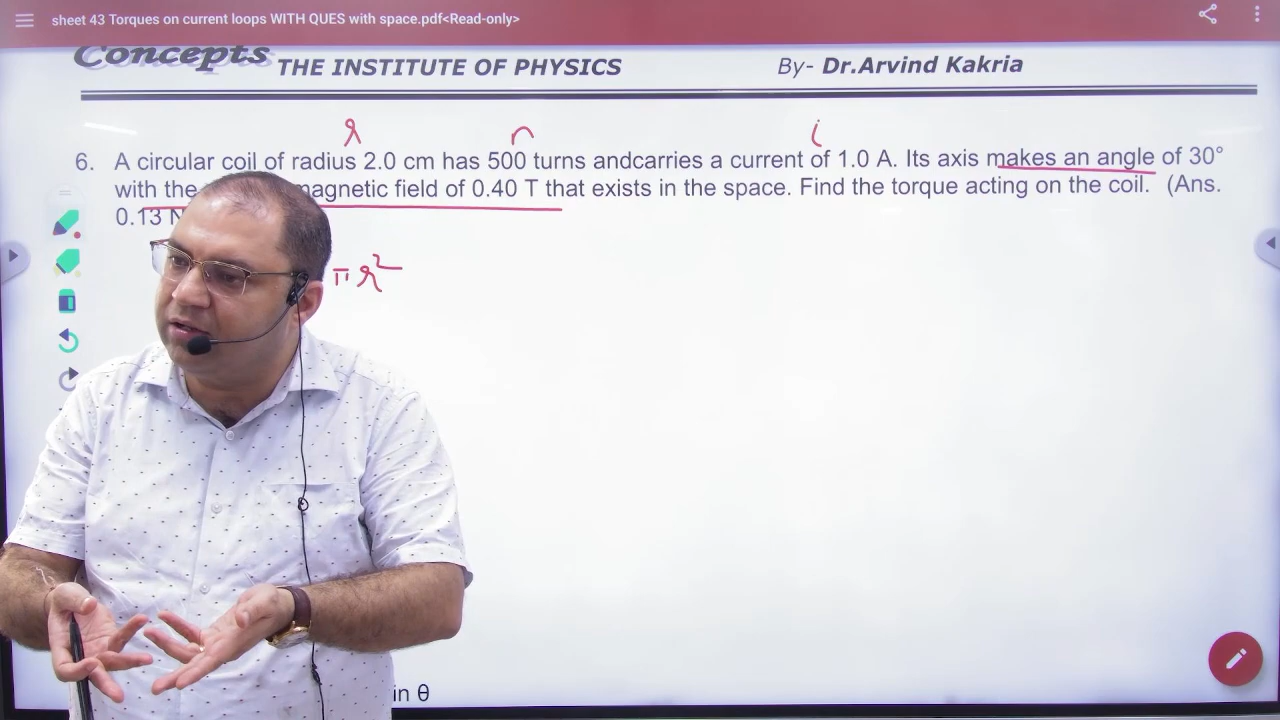 sheet 43 Torques on current loops WITH QUES with space.pdf<Read-only>
Concepts THE INSTITUTE OF PHYSICS By- Dr.Arvind Kakria
r n i
6. A circular coil of radius 2.0 cm has 500 turns andcarries a current of 1.0 A. Its axis makes an angle of 30°
with the magnetic field of 0.40 T that exists in the space. Find the torque acting on the coil. (Ans.
0.13 N
πr²
in θ